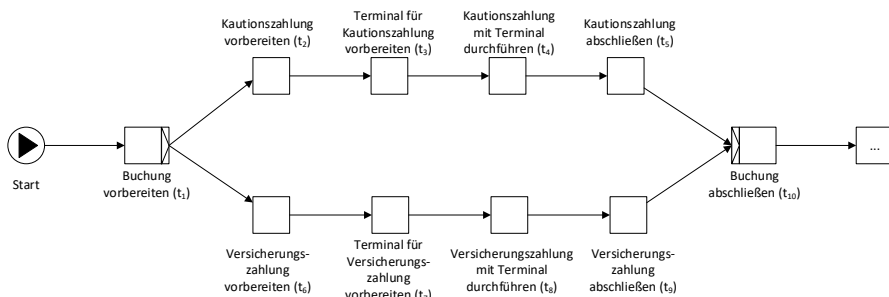 Kautionszahlung
vorbereiten (t₂)
Terminal für
Kautionszahlung
vorbereiten (t₃)
Kautionszahlung
mit Terminal
durchführen (t₄)
Kautionszahlung
abschließen (t₅)
Start
Buchung
vorbereiten (t₁)
Buchung
abschließen (t₁₀)
...
Versicherungs-
zahlung
vorbereiten (t₆)
Terminal für
Versicherungs-
zahlung
vorbereiten
Versicherungszahlung
mit Terminal
durchführen (t₈)
Versicherungs-
zahlung
abschließen (t₉)